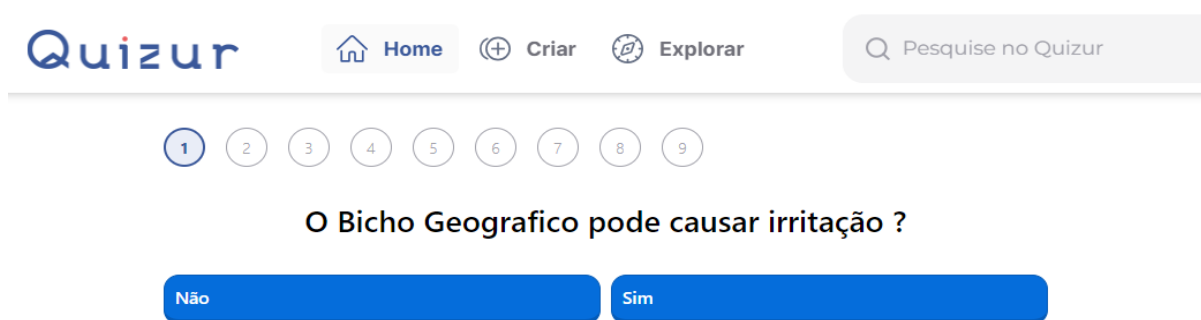 Quizur Home Criar Explorar Pesquise no Quizur
1 2 3 4 5 6 7 8 9
O Bicho Geografico pode causar irritação ?
Não Sim